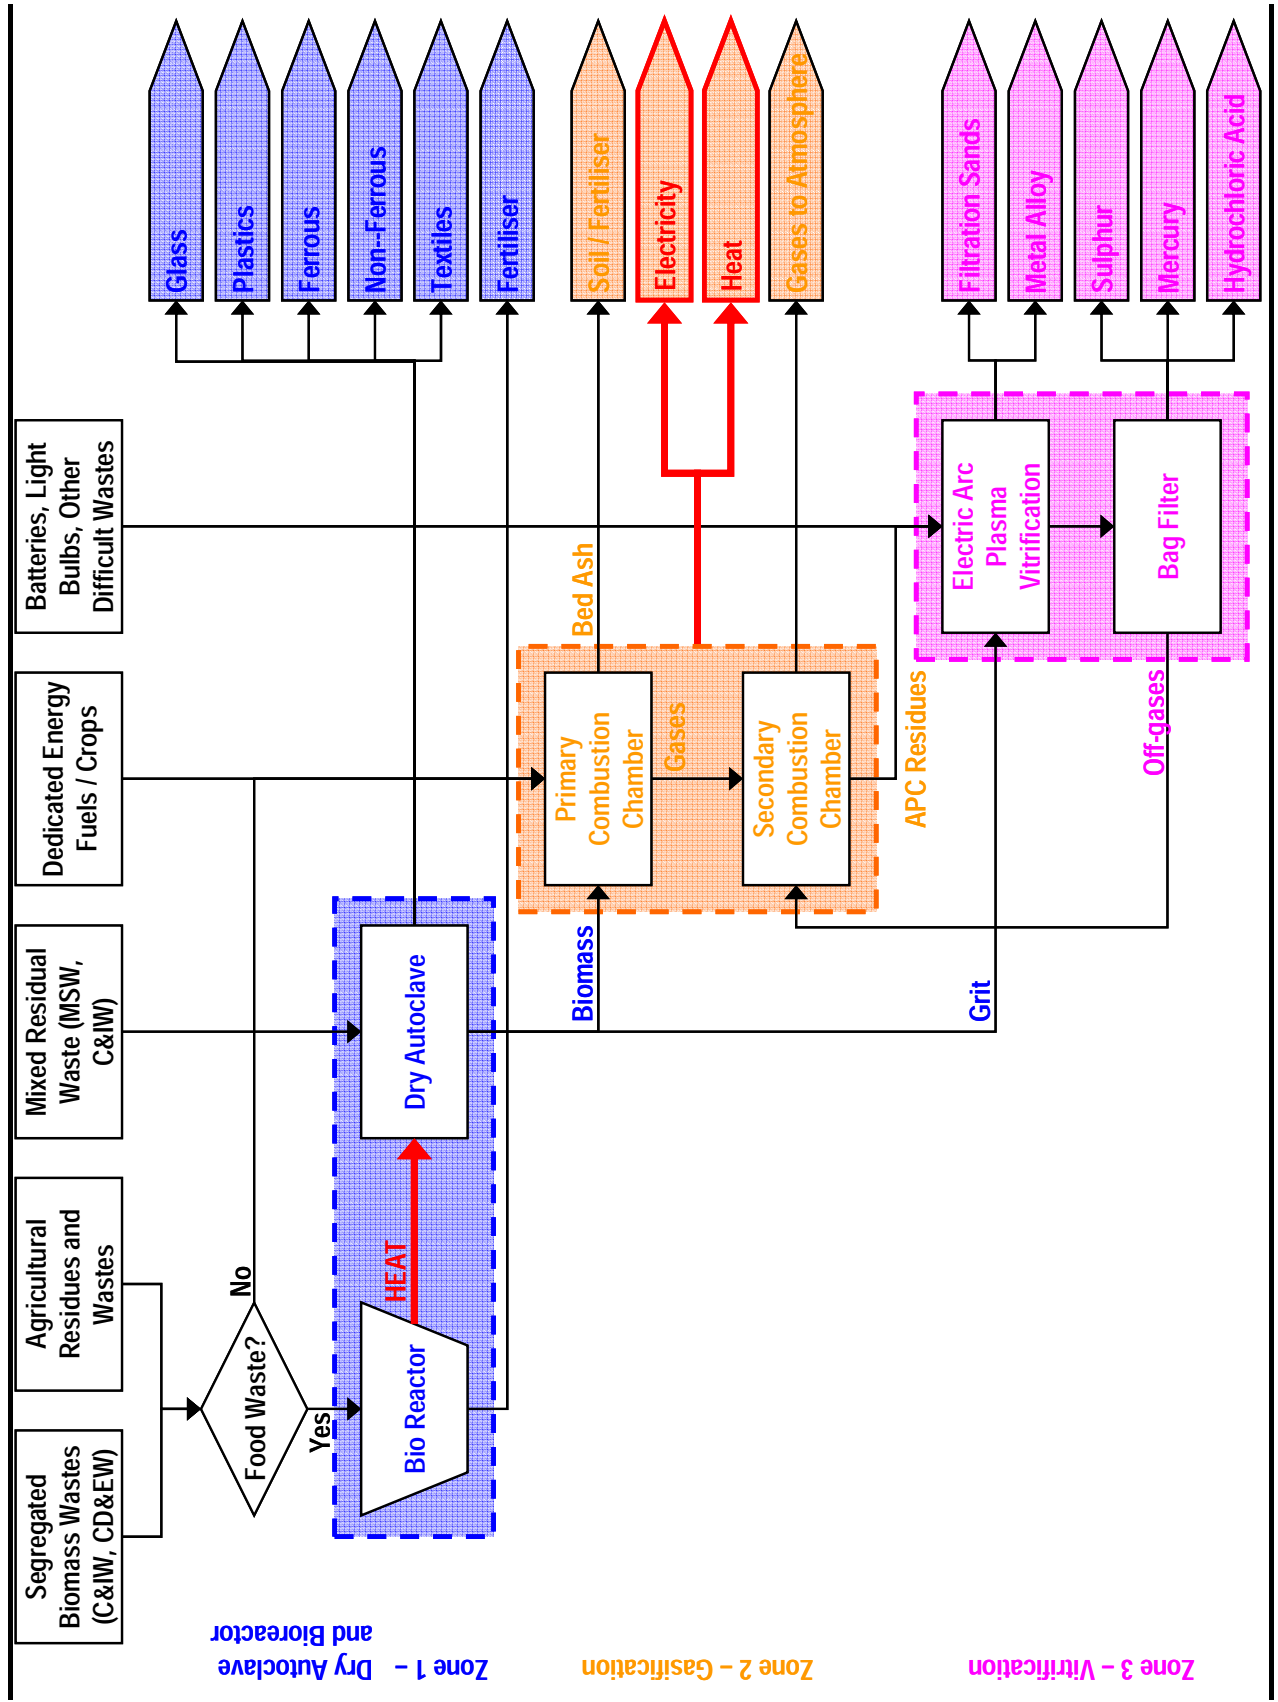 Segregated
Biomass Wastes
(C&IW, CD&EW)
Agricultural
Residues and
Wastes
Mixed Residual
Waste (MSW,
C&IW)
Dedicated Energy
Fuels / Crops
Batteries, Light
Bulbs, Other
Difficult Wastes
Food Waste?
No
Yes
Zone 1 – Dry Autoclave
and Bioreactor
Bio Reactor
HEAT
Dry Autoclave
Glass
Plastics
Ferrous
Non--Ferrous
Textiles
Fertiliser
Zone 2 – Gasification
Biomass
Primary
Combustion
Chamber
Gases
Secondary
Combustion
Chamber
Bed Ash
APC Residues
Soil / Fertiliser
Electricity
Heat
Gases to Atmosphere
Zone 3 – Vitrification
Grit
Off-gases
Electric Arc
Plasma
Vitrification
Bag Filter
Filtration Sands
Metal Alloy
Sulphur
Mercury
Hydrochloric Acid